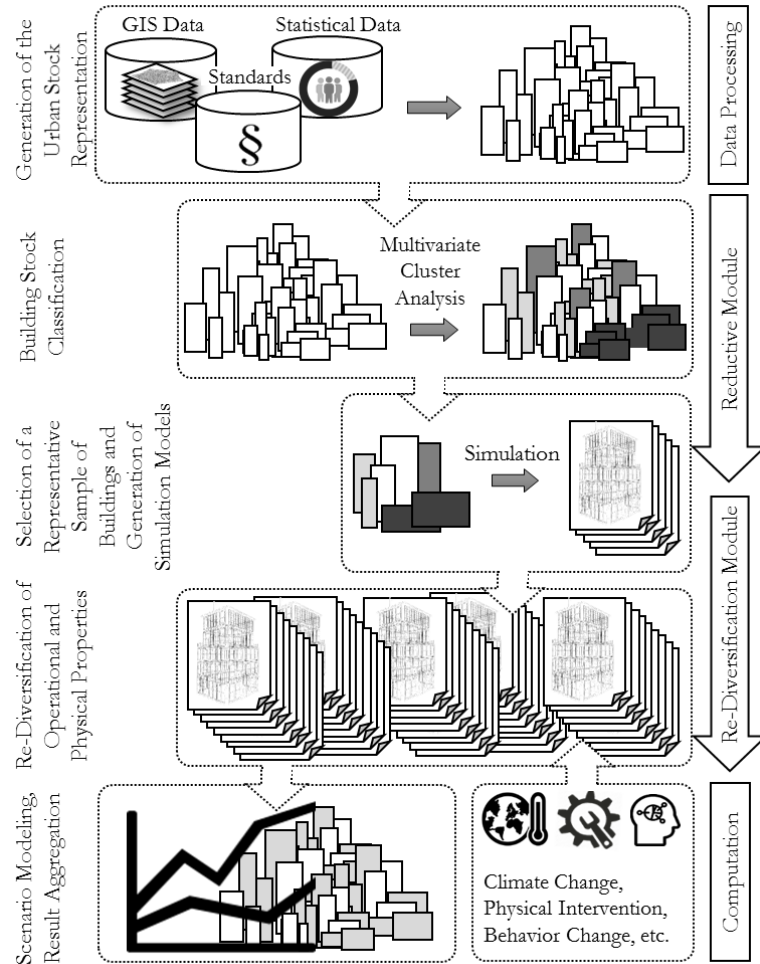 Generation of the
Urban Stock
Representation
GIS Data
Statistical Data
Standards
§
Data Processing
Building Stock
Classification
Multivariate
Cluster
Analysis
Reductive Module
Selection of a
Representative
Sample of
Buildings and
Generation of
Simulation Models
Simulation
Re-Diversification of
Operational and
Physical Properties
Re-Diversification Module
Scenario Modeling,
Result Aggregation
Climate Change,
Physical Intervention,
Behavior Change, etc.
Computation